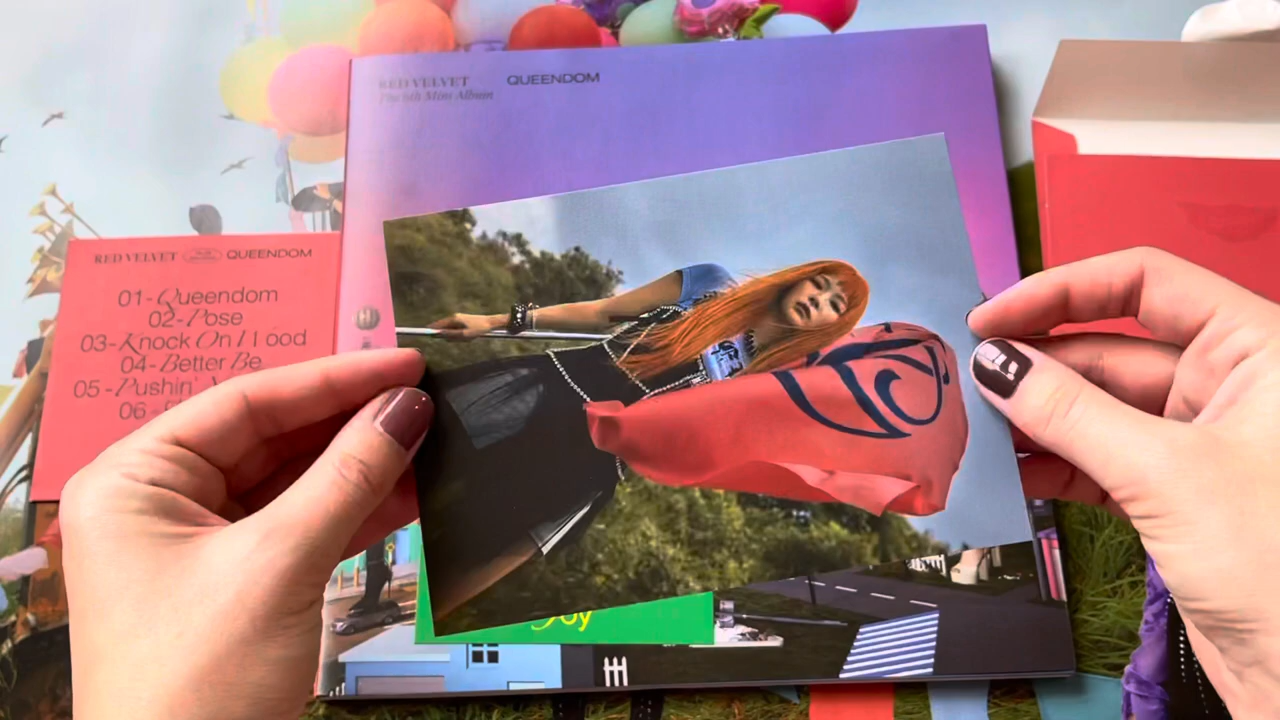 RED VELVET QUEENDOM
The 6th Mini Album
RED VELVET QUEENDOM
01-Queendom
02-Pose
03-Knock On Wood
04-Better Be
05-Pushin'
06-
Joy